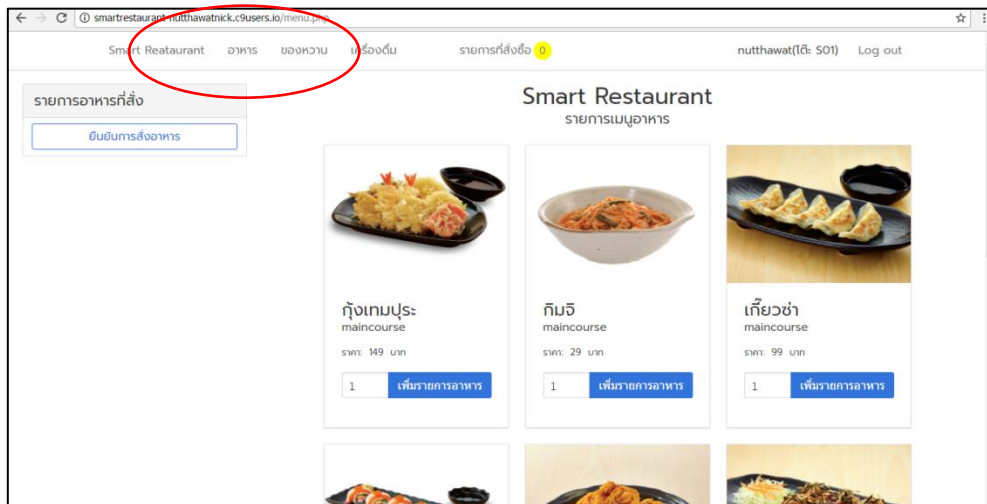 smartrestaurant-nutthawatnick.c9users.io/menu.php
Smart Reataurant อาหาร ของหวาน เครื่องดื่ม รายการที่สั่งซื้อ 0 nutthawat(โต๊ะ S01) Log out
รายการอาหารที่สั่ง
ยืนยันการสั่งอาหาร
Smart Restaurant
รายการเมนูอาหาร
กุ้งเทมปุระ
maincourse
ราคา: 149 บาท
1 เพิ่มรายการอาหาร
กิมจิ
maincourse
ราคา: 29 บาท
1 เพิ่มรายการอาหาร
เกี๊ยวซ่า
maincourse
ราคา: 99 บาท
1 เพิ่มรายการอาหาร